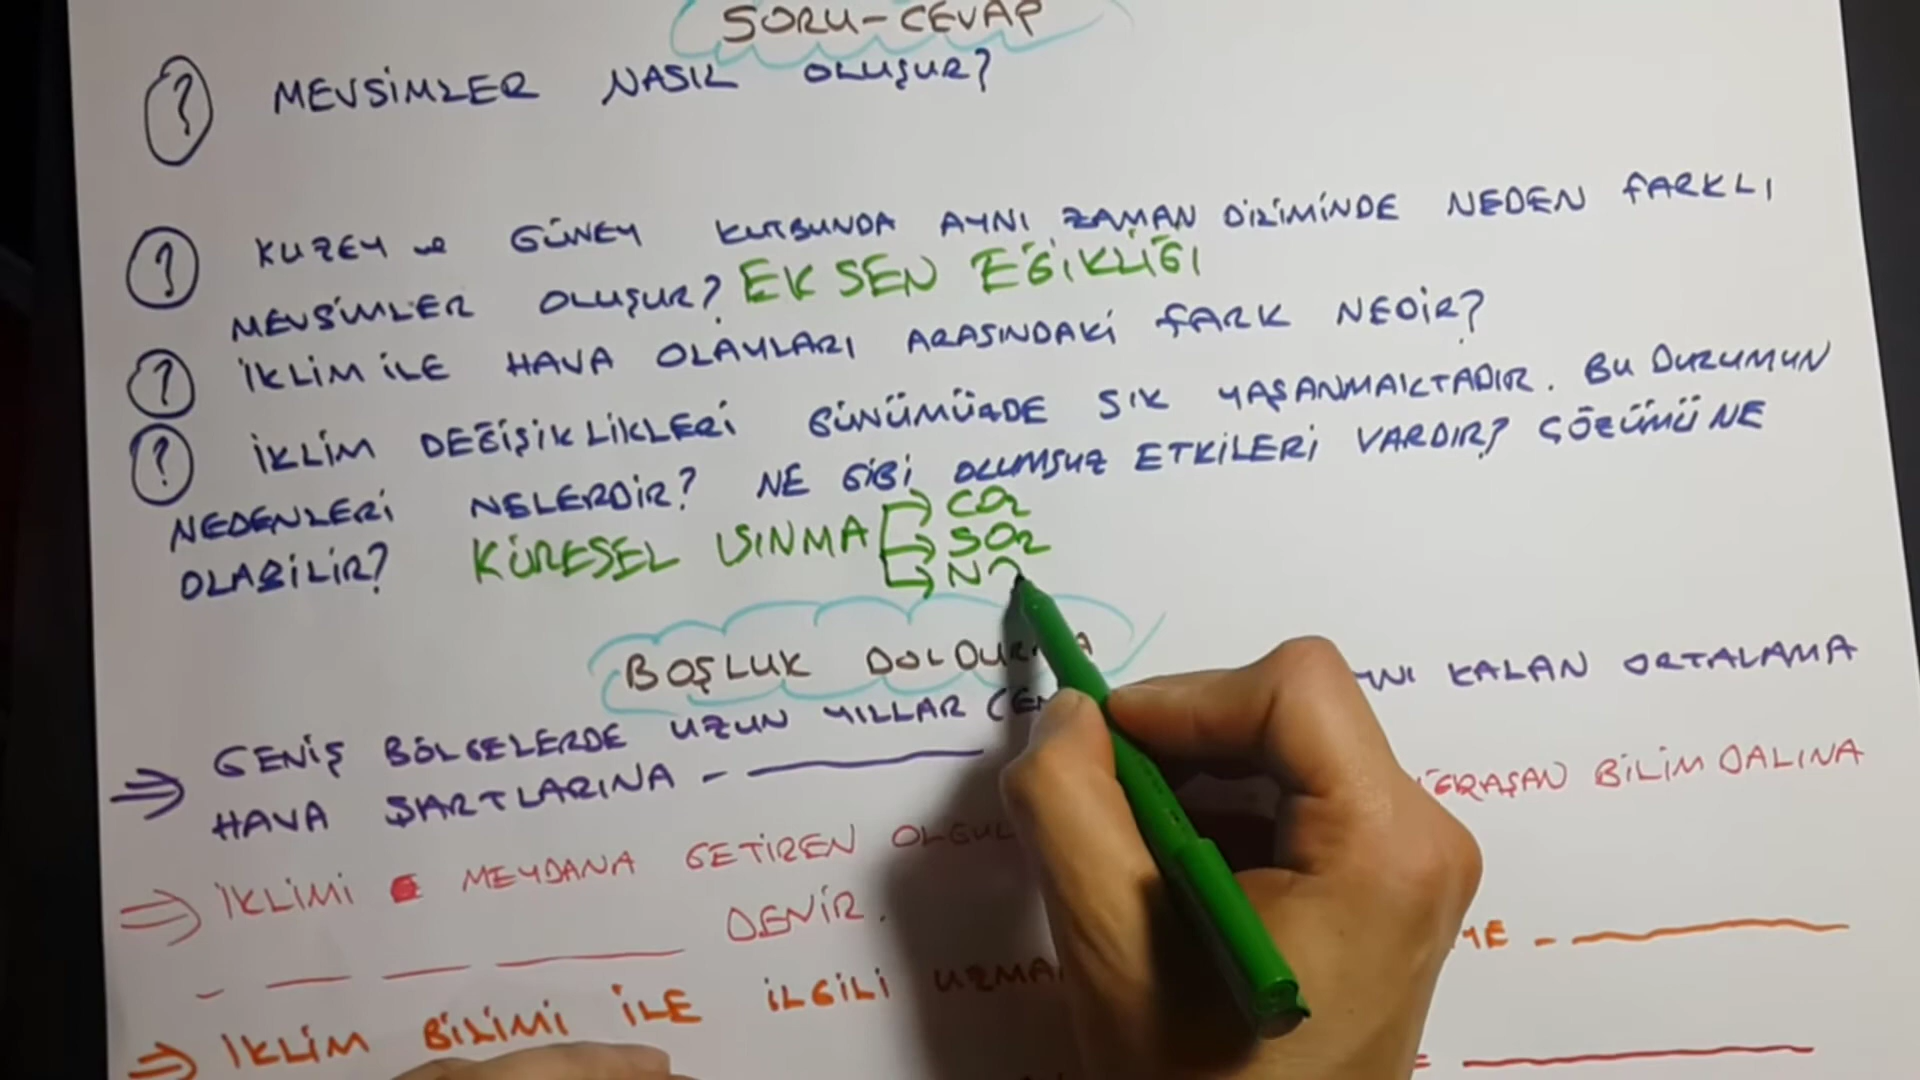 SORU-CEVAP
? MEVSİMLER NASIL OLUŞUR?
? KUZEY ve GÜNEY KUTBUNDA AYNI ZAMAN DİLİMİNDE NEDEN FARKLI
MEVSİMLER OLUŞUR? EKSEN EĞİKLİĞİ
? İKLİM İLE HAVA OLAYLARI ARASINDAKİ FARK NEDİR?
? İKLİM DEĞİŞİKLİKLERİ GÜNÜMÜZDE SIK YAŞANMAKTADIR. BU DURUMUN
NEDENLERİ NELERDİR? NE GİBİ OLUMSUZ ETKİLERİ VARDIR? ÇÖZÜMÜ NE
OLABİLİR? KÜRESEL ISINMA → CO2
→ SO2
→ NO
BOŞLUK DOLDURMA
⇒ GENİŞ BÖLGELERDE UZUN YILLAR KALAN ORTALAMA
HAVA ŞARTLARINA
⇒ İKLİMİ MEYDANA GETİREN BİLİM DALINA
DENİR.
⇒ İKLİM BİLİMİ İLE İLGİLİ